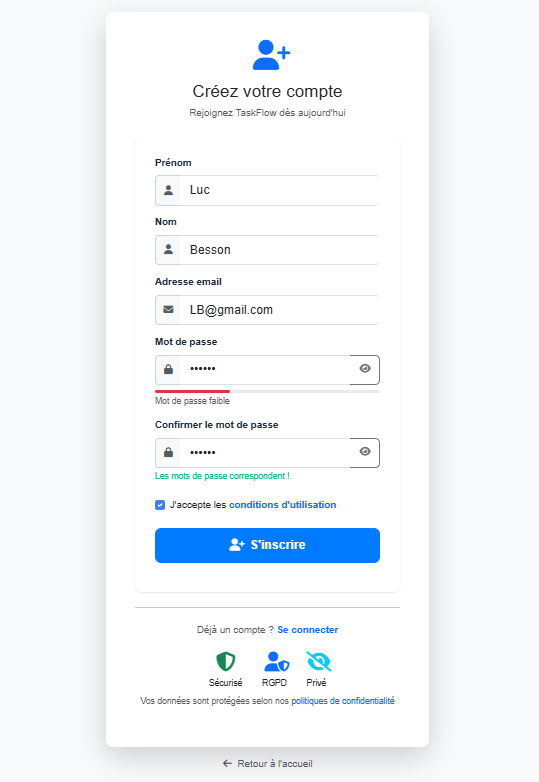 Créez votre compte
Rejoignez TaskFlow dès aujourd'hui
Prénom
Luc
Nom
Besson
Adresse email
LB@gmail.com
Mot de passe
••••••
Mot de passe faible
Confirmer le mot de passe
••••••
Les mots de passe correspondent !
J'accepte les conditions d'utilisation
S'inscrire
Déjà un compte ? Se connecter
Sécurisé RGPD Privé
Vos données sont protégées selon nos politiques de confidentialité
← Retour à l'accueil